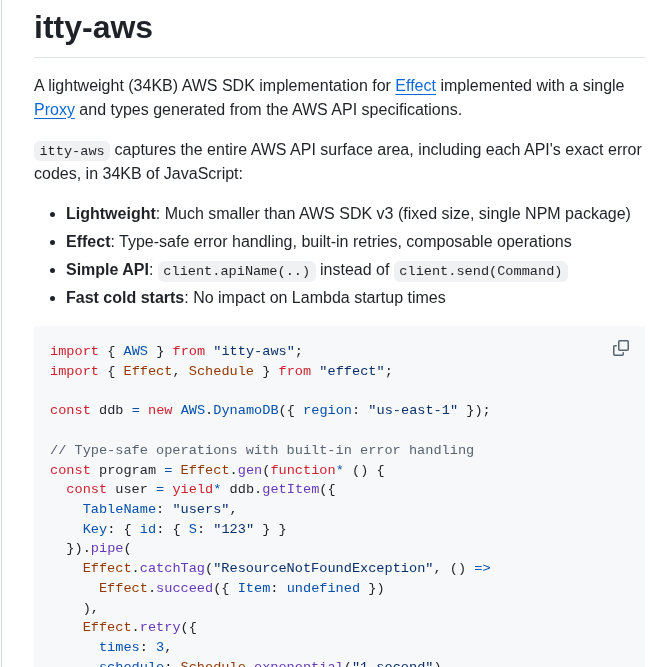 itty-aws
A lightweight (34KB) AWS SDK implementation for Effect implemented with a single
Proxy and types generated from the AWS API specifications.
itty-aws captures the entire AWS API surface area, including each API's exact error
codes, in 34KB of JavaScript:
• Lightweight: Much smaller than AWS SDK v3 (fixed size, single NPM package)
• Effect: Type-safe error handling, built-in retries, composable operations
• Simple API: client.apiName(..) instead of client.send(Command)
• Fast cold starts: No impact on Lambda startup times
import { AWS } from "itty-aws";
import { Effect, Schedule } from "effect";
const ddb = new AWS.DynamoDB({ region: "us-east-1" });
// Type-safe operations with built-in error handling
const program = Effect.gen(function* () {
  const user = yield* ddb.getItem({
    TableName: "users",
    Key: { id: { S: "123" } }
  }).pipe(
    Effect.catchTag("ResourceNotFoundException", () =>
      Effect.succeed({ Item: undefined })
    ),
    Effect.retry({
      times: 3,
      schedule: Schedule.exponential("1 second")